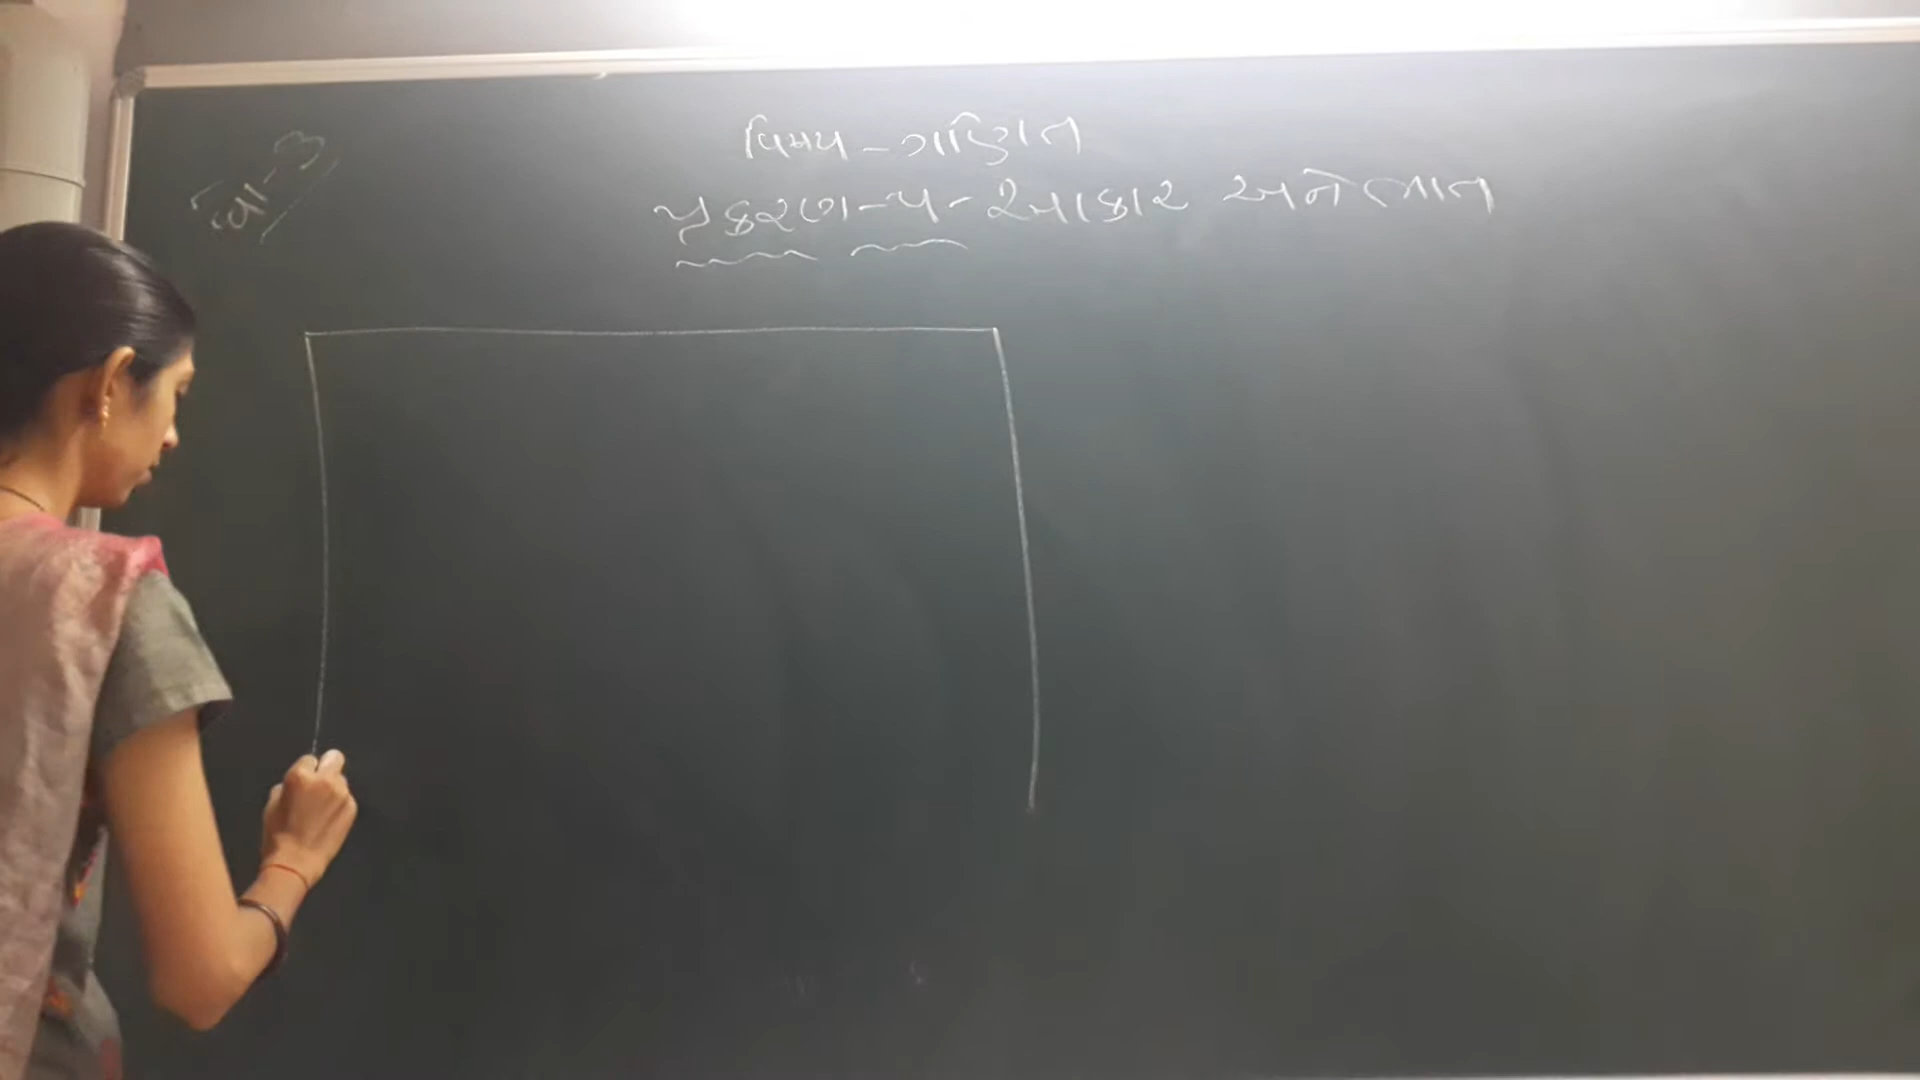 ધો-૩
વિષય - ગણિત
પ્રકરણ - ૫ - આકાર અને ભાત